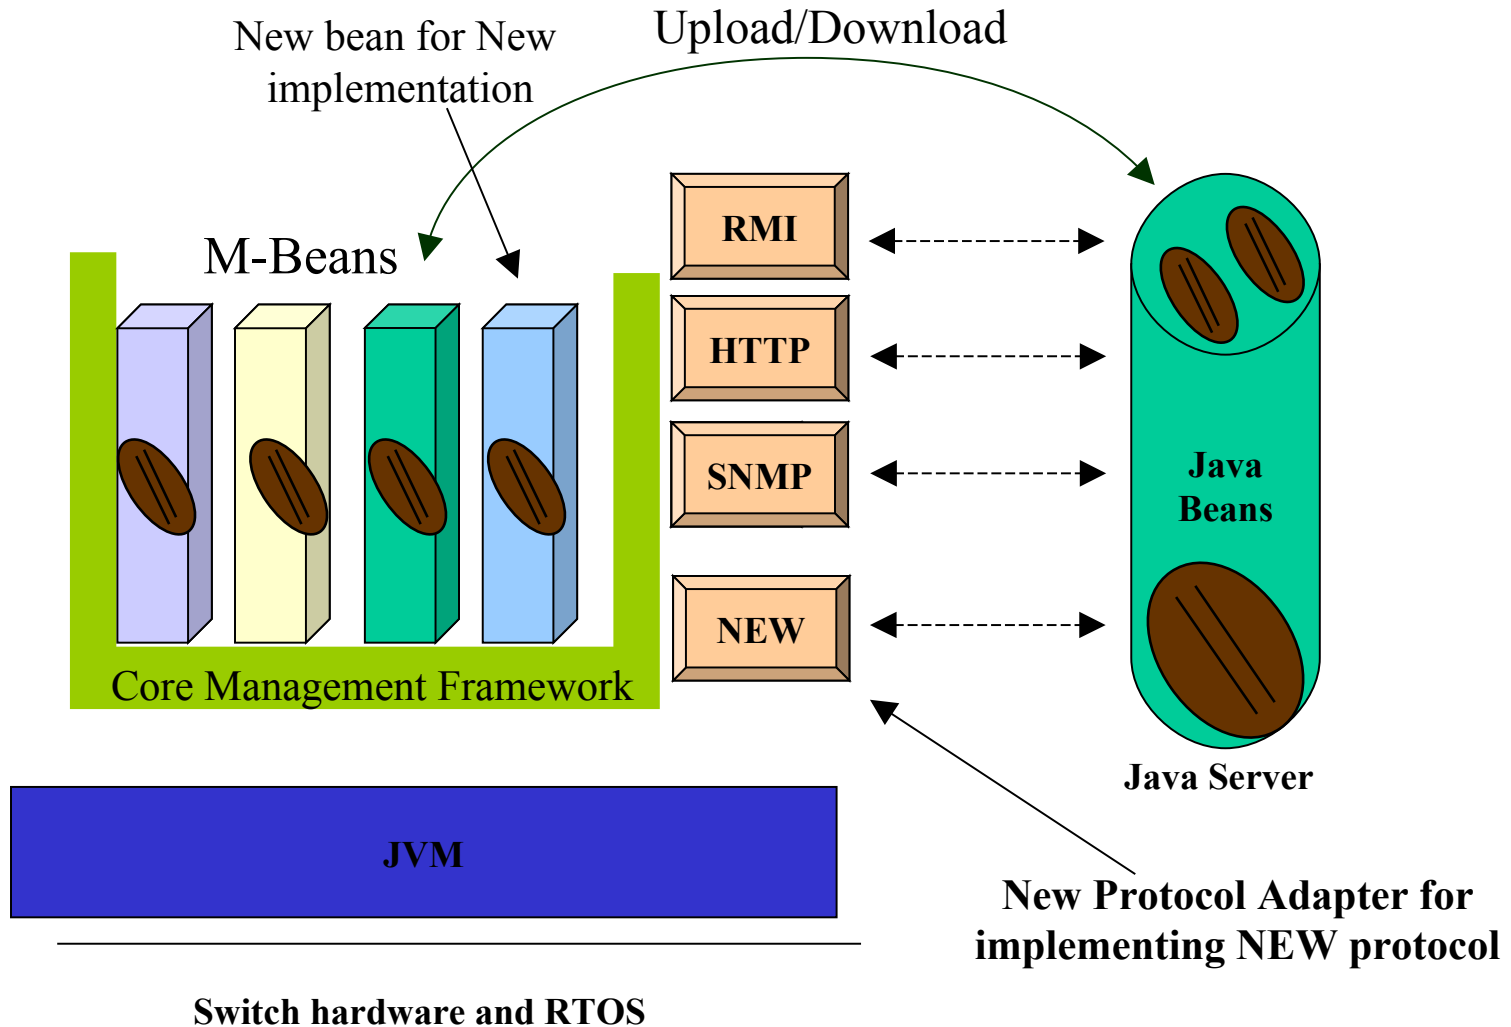 New bean for New
implementation
Upload/Download
M-Beans
RMI
HTTP
SNMP
NEW
Java
Beans
Core Management Framework
Java Server
JVM
New Protocol Adapter for
implementing NEW protocol
Switch hardware and RTOS